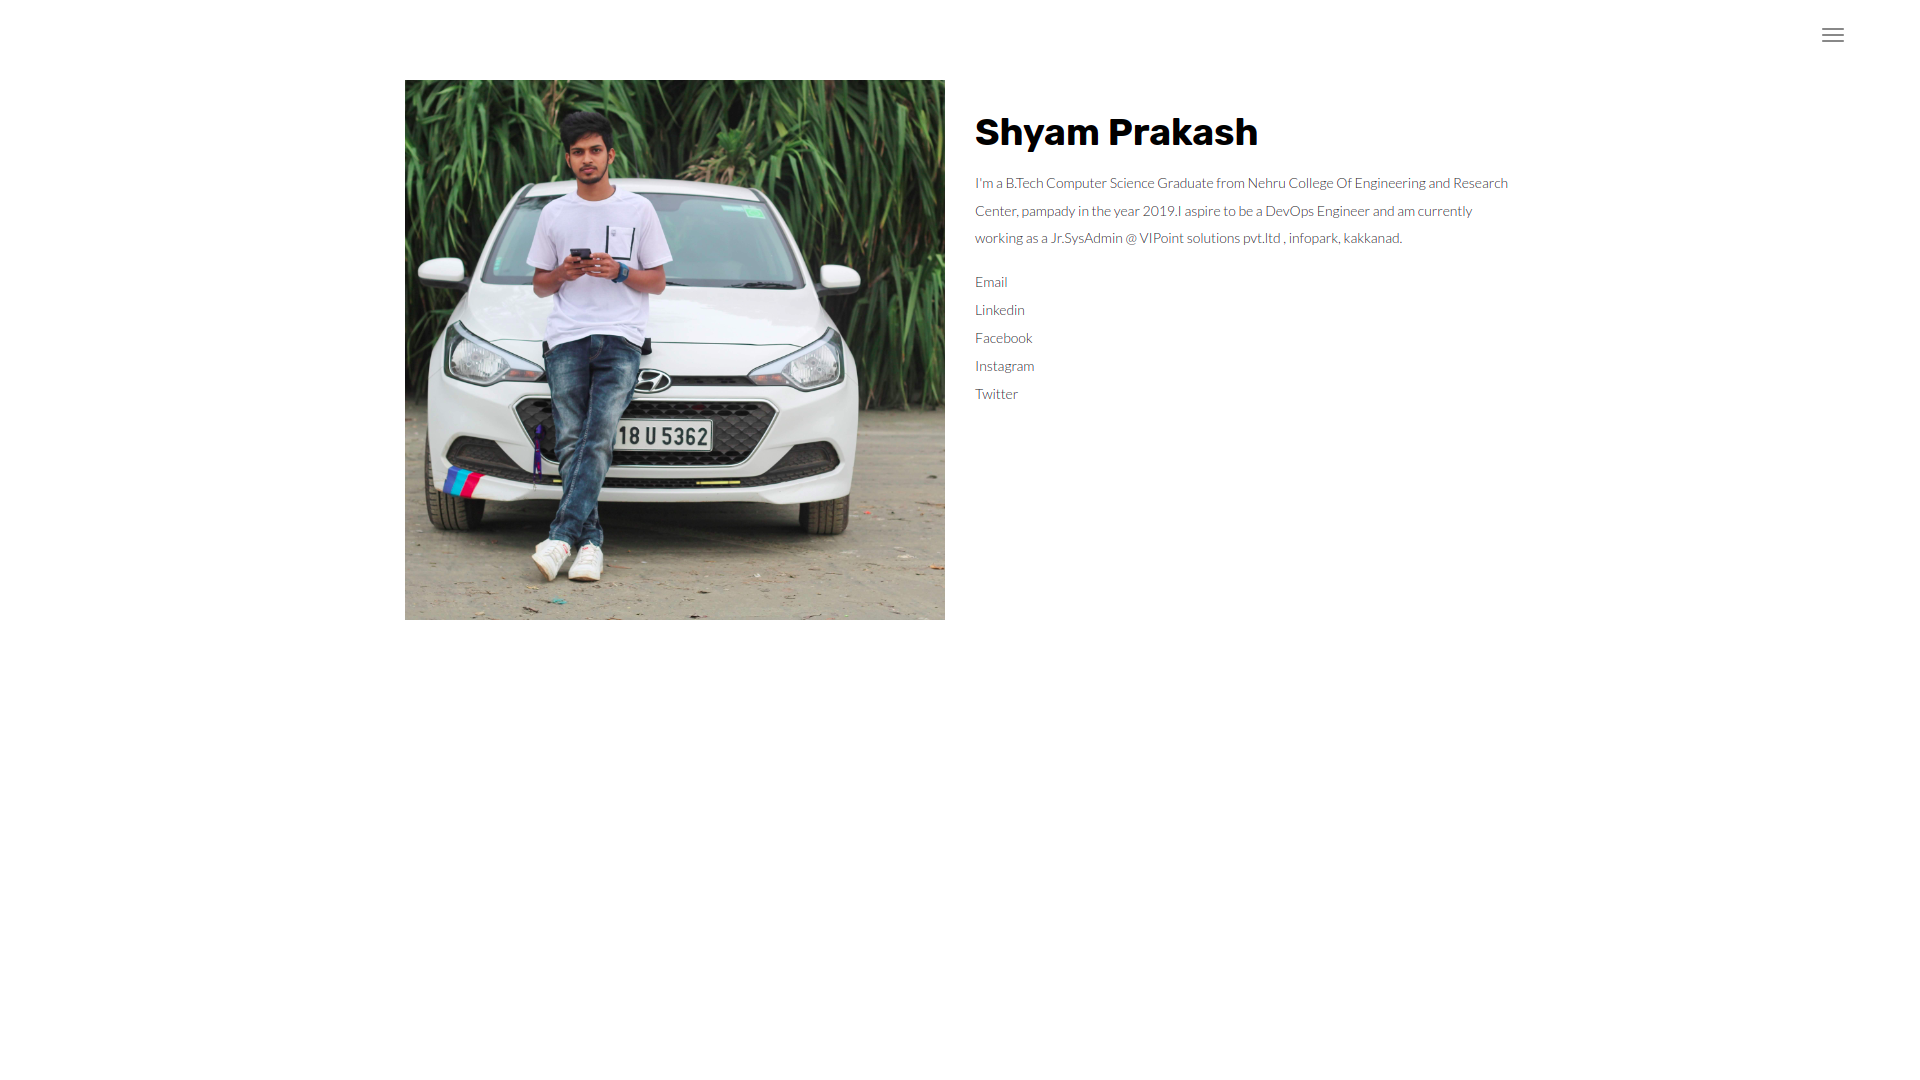 Shyam Prakash
I'm a B.Tech Computer Science Graduate from Nehru College Of Engineering and Research
Center, pampady in the year 2019.I aspire to be a DevOps Engineer and am currently
working as a Jr.SysAdmin @ VIPoint solutions pvt.ltd , infopark, kakkanad.
Email
Linkedin
Facebook
Instagram
Twitter
18 U 5362